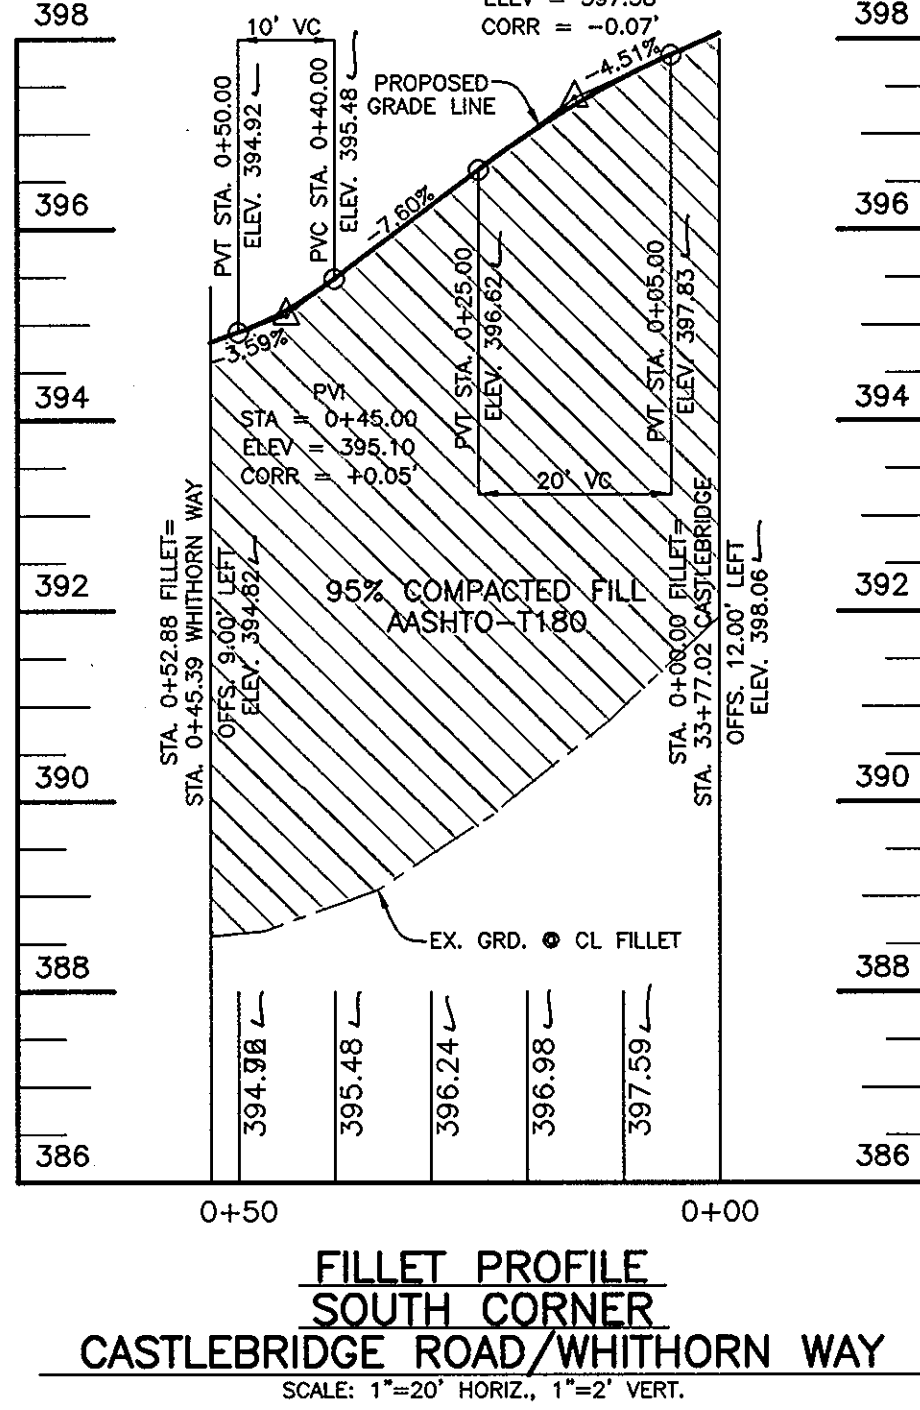 398
398
ELEV = 397.38
CORR = -0.07'
10' VC
PROPOSED
GRADE LINE
-4.51%
PVT STA. 0+50.00
ELEV. 394.92
PVC STA. 0+40.00
ELEV. 395.48
-7.60%
396
396
PVT STA. 0+25.00
ELEV. 396.62
PVT STA. 0+05.00
ELEV. 397.83
-3.59%
PVI
STA = 0+45.00
ELEV = 395.10
CORR = +0.05'
394
394
20' VC
STA. 0+52.88 FILLET=
STA. 0+45.39 WHITHORN WAY
OFFS. 9.00' LEFT
ELEV. 394.82
95% COMPACTED FILL
AASHTO-T180
STA. 0+00.00 FILLET=
STA. 33+77.02 CASTLEBRIDGE
OFFS. 12.00' LEFT
ELEV. 398.06
392
392
390
390
EX. GRD. @ CL FILLET
388
388
395.48
396.24
396.98
397.59
386
386
0+50
0+00
FILLET PROFILE
SOUTH CORNER
CASTLEBRIDGE ROAD/WHITHORN WAY
SCALE: 1"=20' HORIZ., 1"=2' VERT.